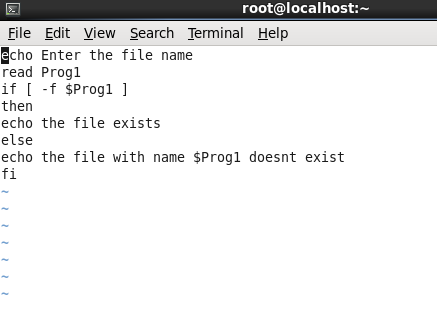 root@localhost:~
File Edit View Search Terminal Help
echo Enter the file name
read Prog1
if [ -f $Prog1 ]
then
echo the file exists
else
echo the file with name $Prog1 doesnt exist
fi
~
~
~
~
~
~
~